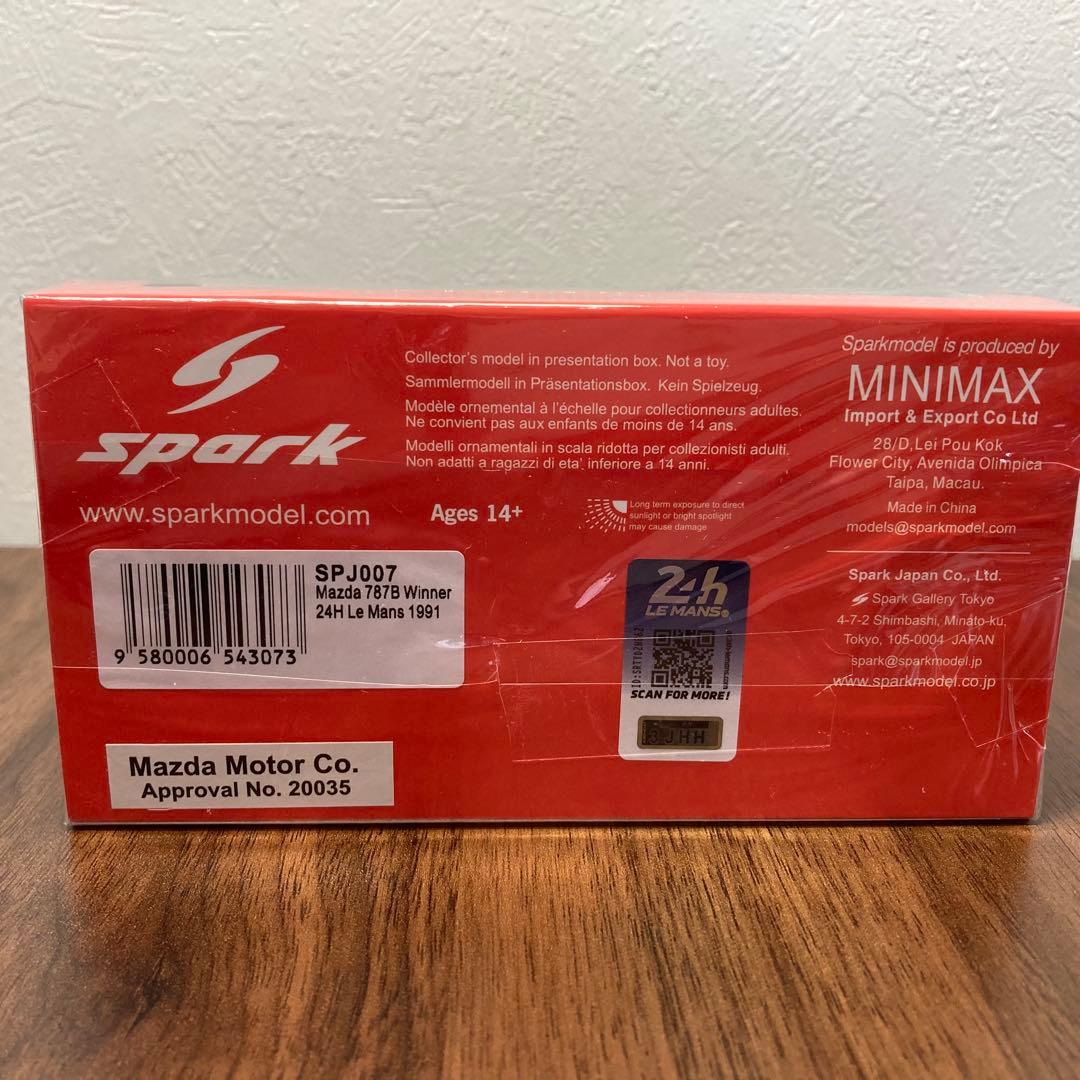 spark
www.sparkmodel.com
Collector's model in presentation box. Not a toy.
Sammlermodell in Präsentationsbox. Kein Spielzeug.
Modèle ornemental à l'échelle pour collectionneurs adultes.
Ne convient pas aux enfants de moins de 14 ans.
Modelli ornamentali in scala ridotta per collezionisti adulti.
Non adatti a ragazzi di eta' inferiore a 14 anni.
Ages 14+
Long term exposure to direct
sunlight or bright spotlight
may cause damage
Sparkmodel is produced by
MINIMAX
Import & Export Co Ltd
28/D, Lei Pou Kok
Flower City, Avenida Olimpica
Taipa, Macau.
Made in China
models@sparkmodel.com
Spark Japan Co., Ltd.
Spark Gallery Tokyo
4-7-2 Shimbashi, Minato-ku,
Tokyo, 105-0004 JAPAN
spark@sparkmodel.jp
www.sparkmodel.co.jp
SPJ007
Mazda 787B Winner
24H Le Mans 1991
9 580006 543073
24h
LE MANS®
SCAN FOR MORE!
3JHH
Mazda Motor Co.
Approval No. 20035